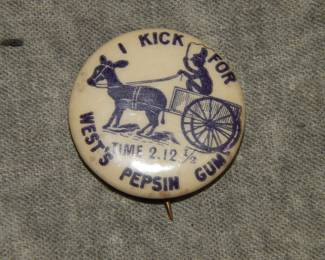 I KICK FOR
TIME 2.12 ½
WEST'S PEPSIN GUM